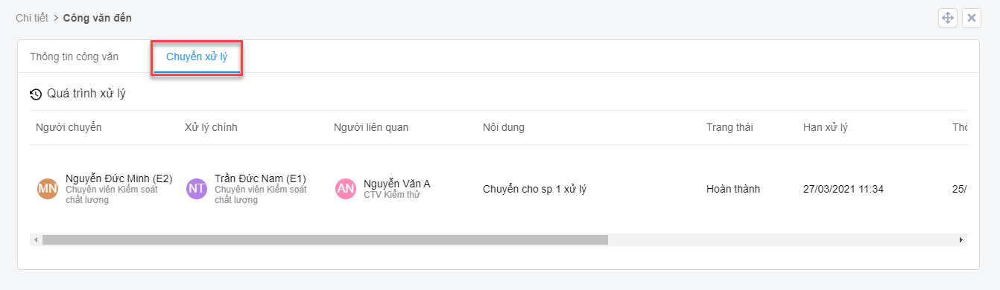 Chi tiết > Công văn đến
Thông tin công văn
Chuyển xử lý
Quá trình xử lý
Người chuyển Xử lý chính Người liên quan Nội dung Trạng thái Hạn xử lý
MN Nguyễn Đức Minh (E2)
Chuyên viên Kiểm soát
chất lượng
NT Trần Đức Nam (E1)
Chuyên viên Kiểm soát
chất lượng
AN Nguyễn Văn A
CTV Kiểm thử
Chuyển cho sp 1 xử lý
Hoàn thành
27/03/2021 11:34
25/